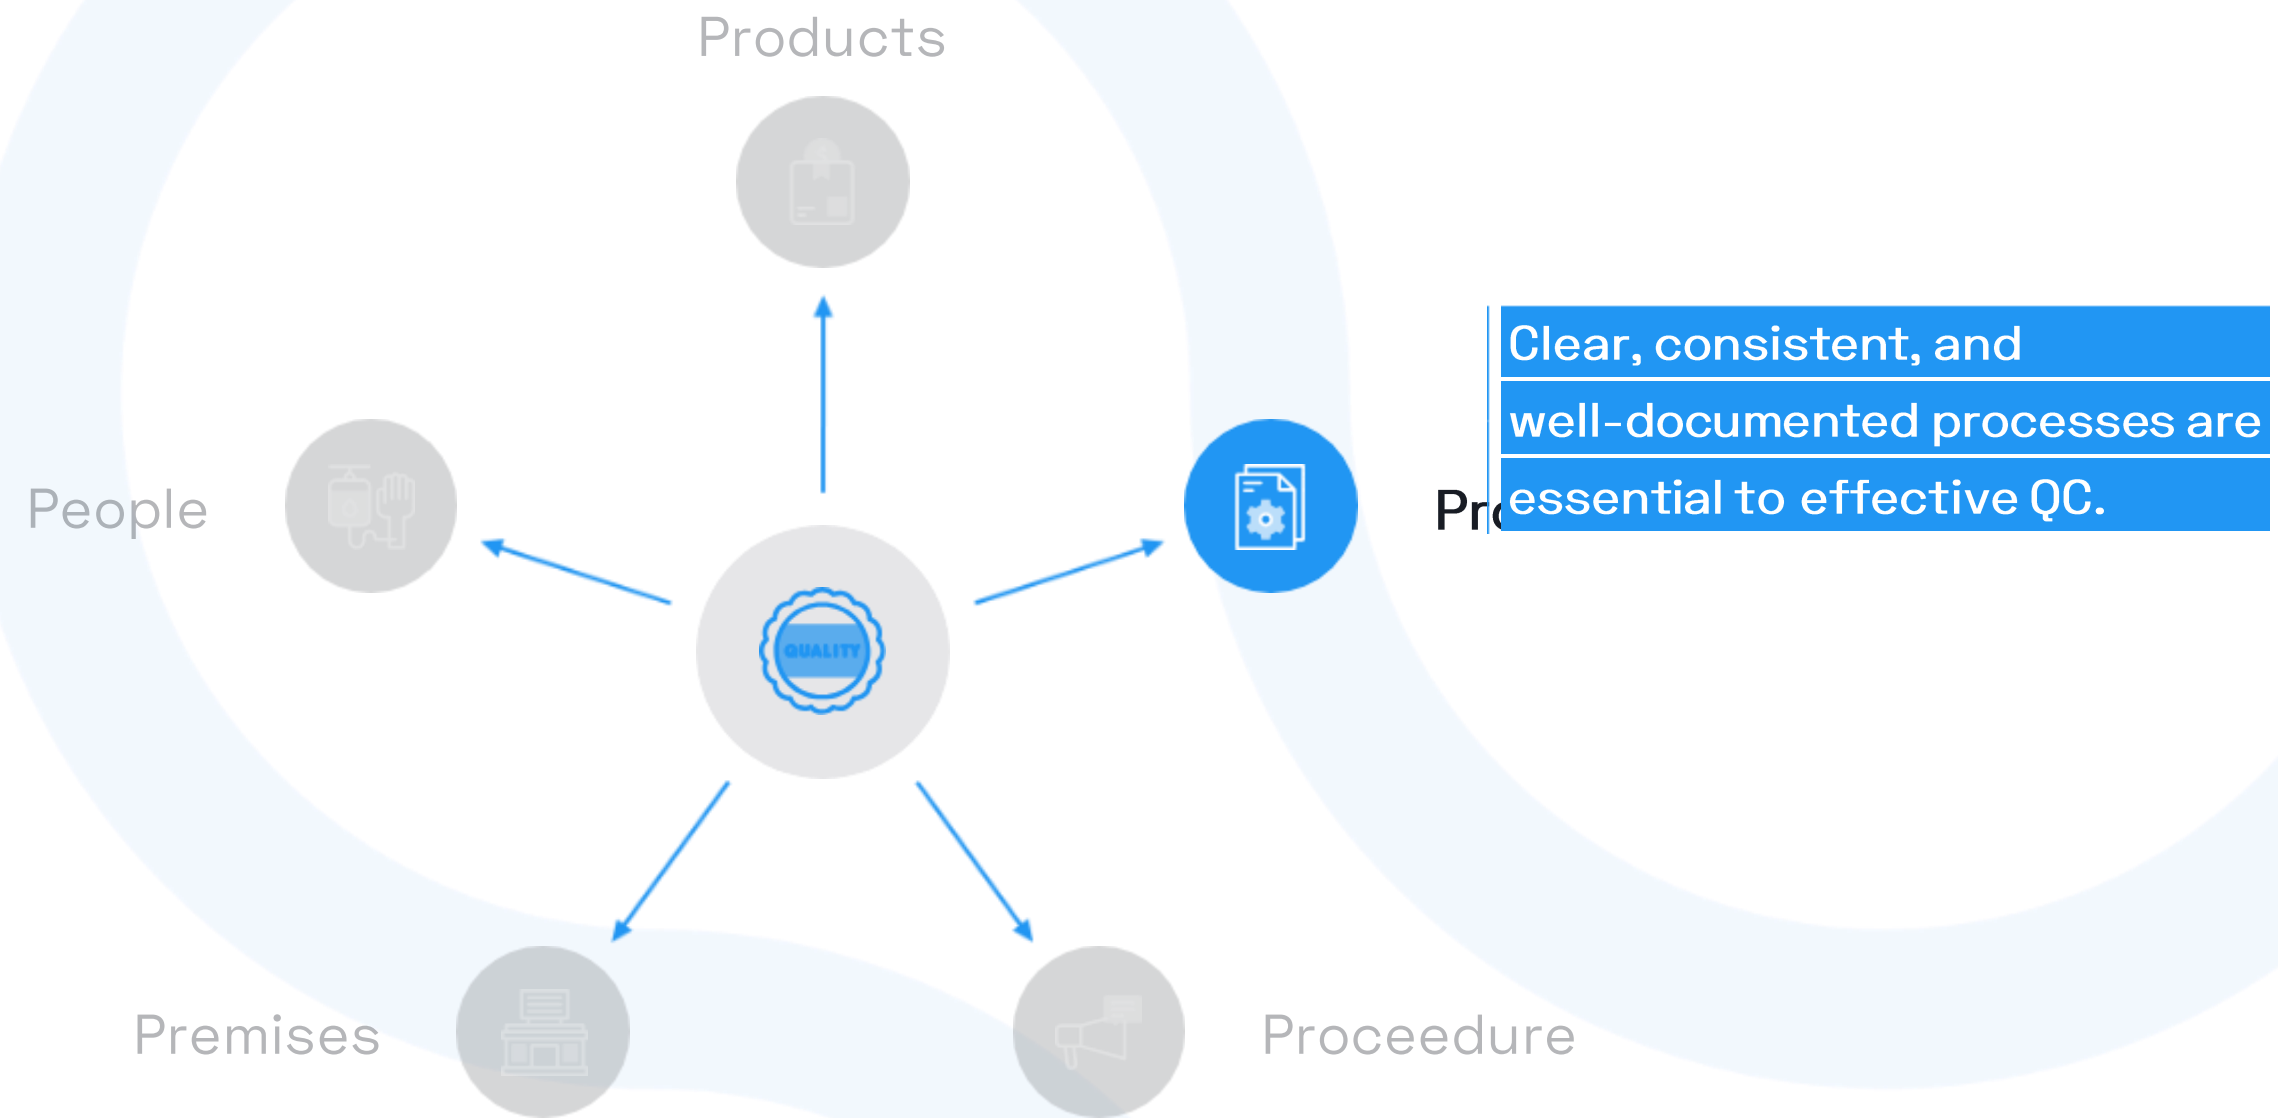 Products
Clear, consistent, and
well-documented processes are
essential to effective QC.
People
QUALITY
Premises
Proceedure